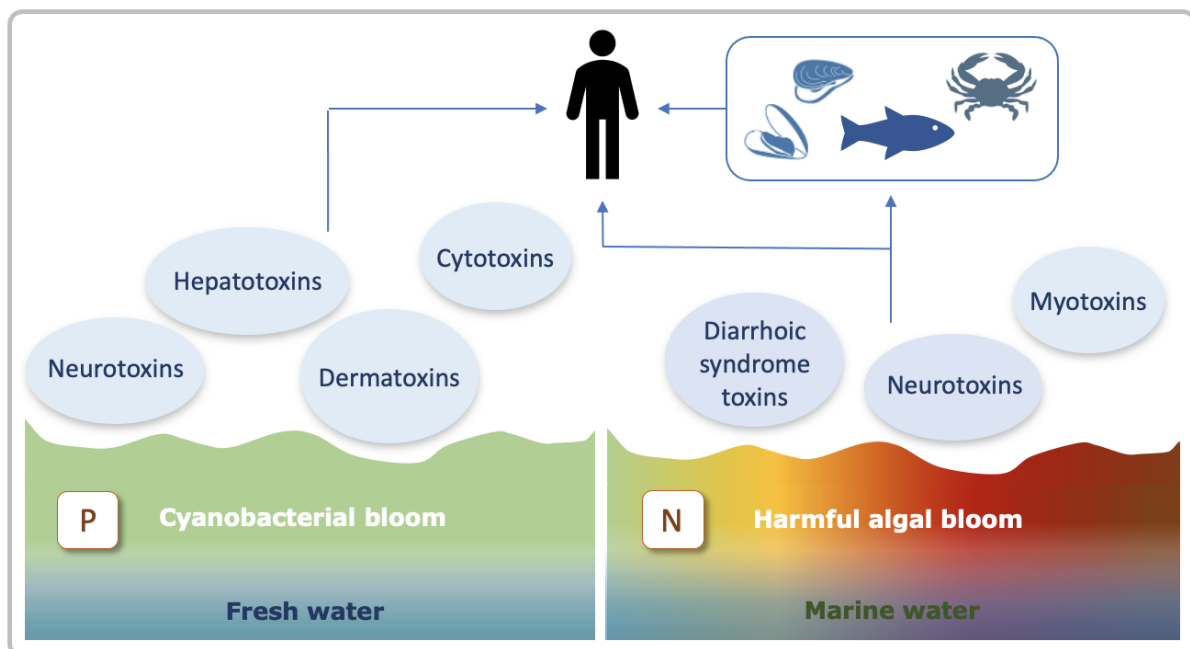 Cytotoxins
Hepatotoxins
Neurotoxins
Dermatoxins
Myotoxins
Diarrhoic
syndrome
toxins
Neurotoxins
P
Cyanobacterial bloom
Fresh water
N
Harmful algal bloom
Marine water